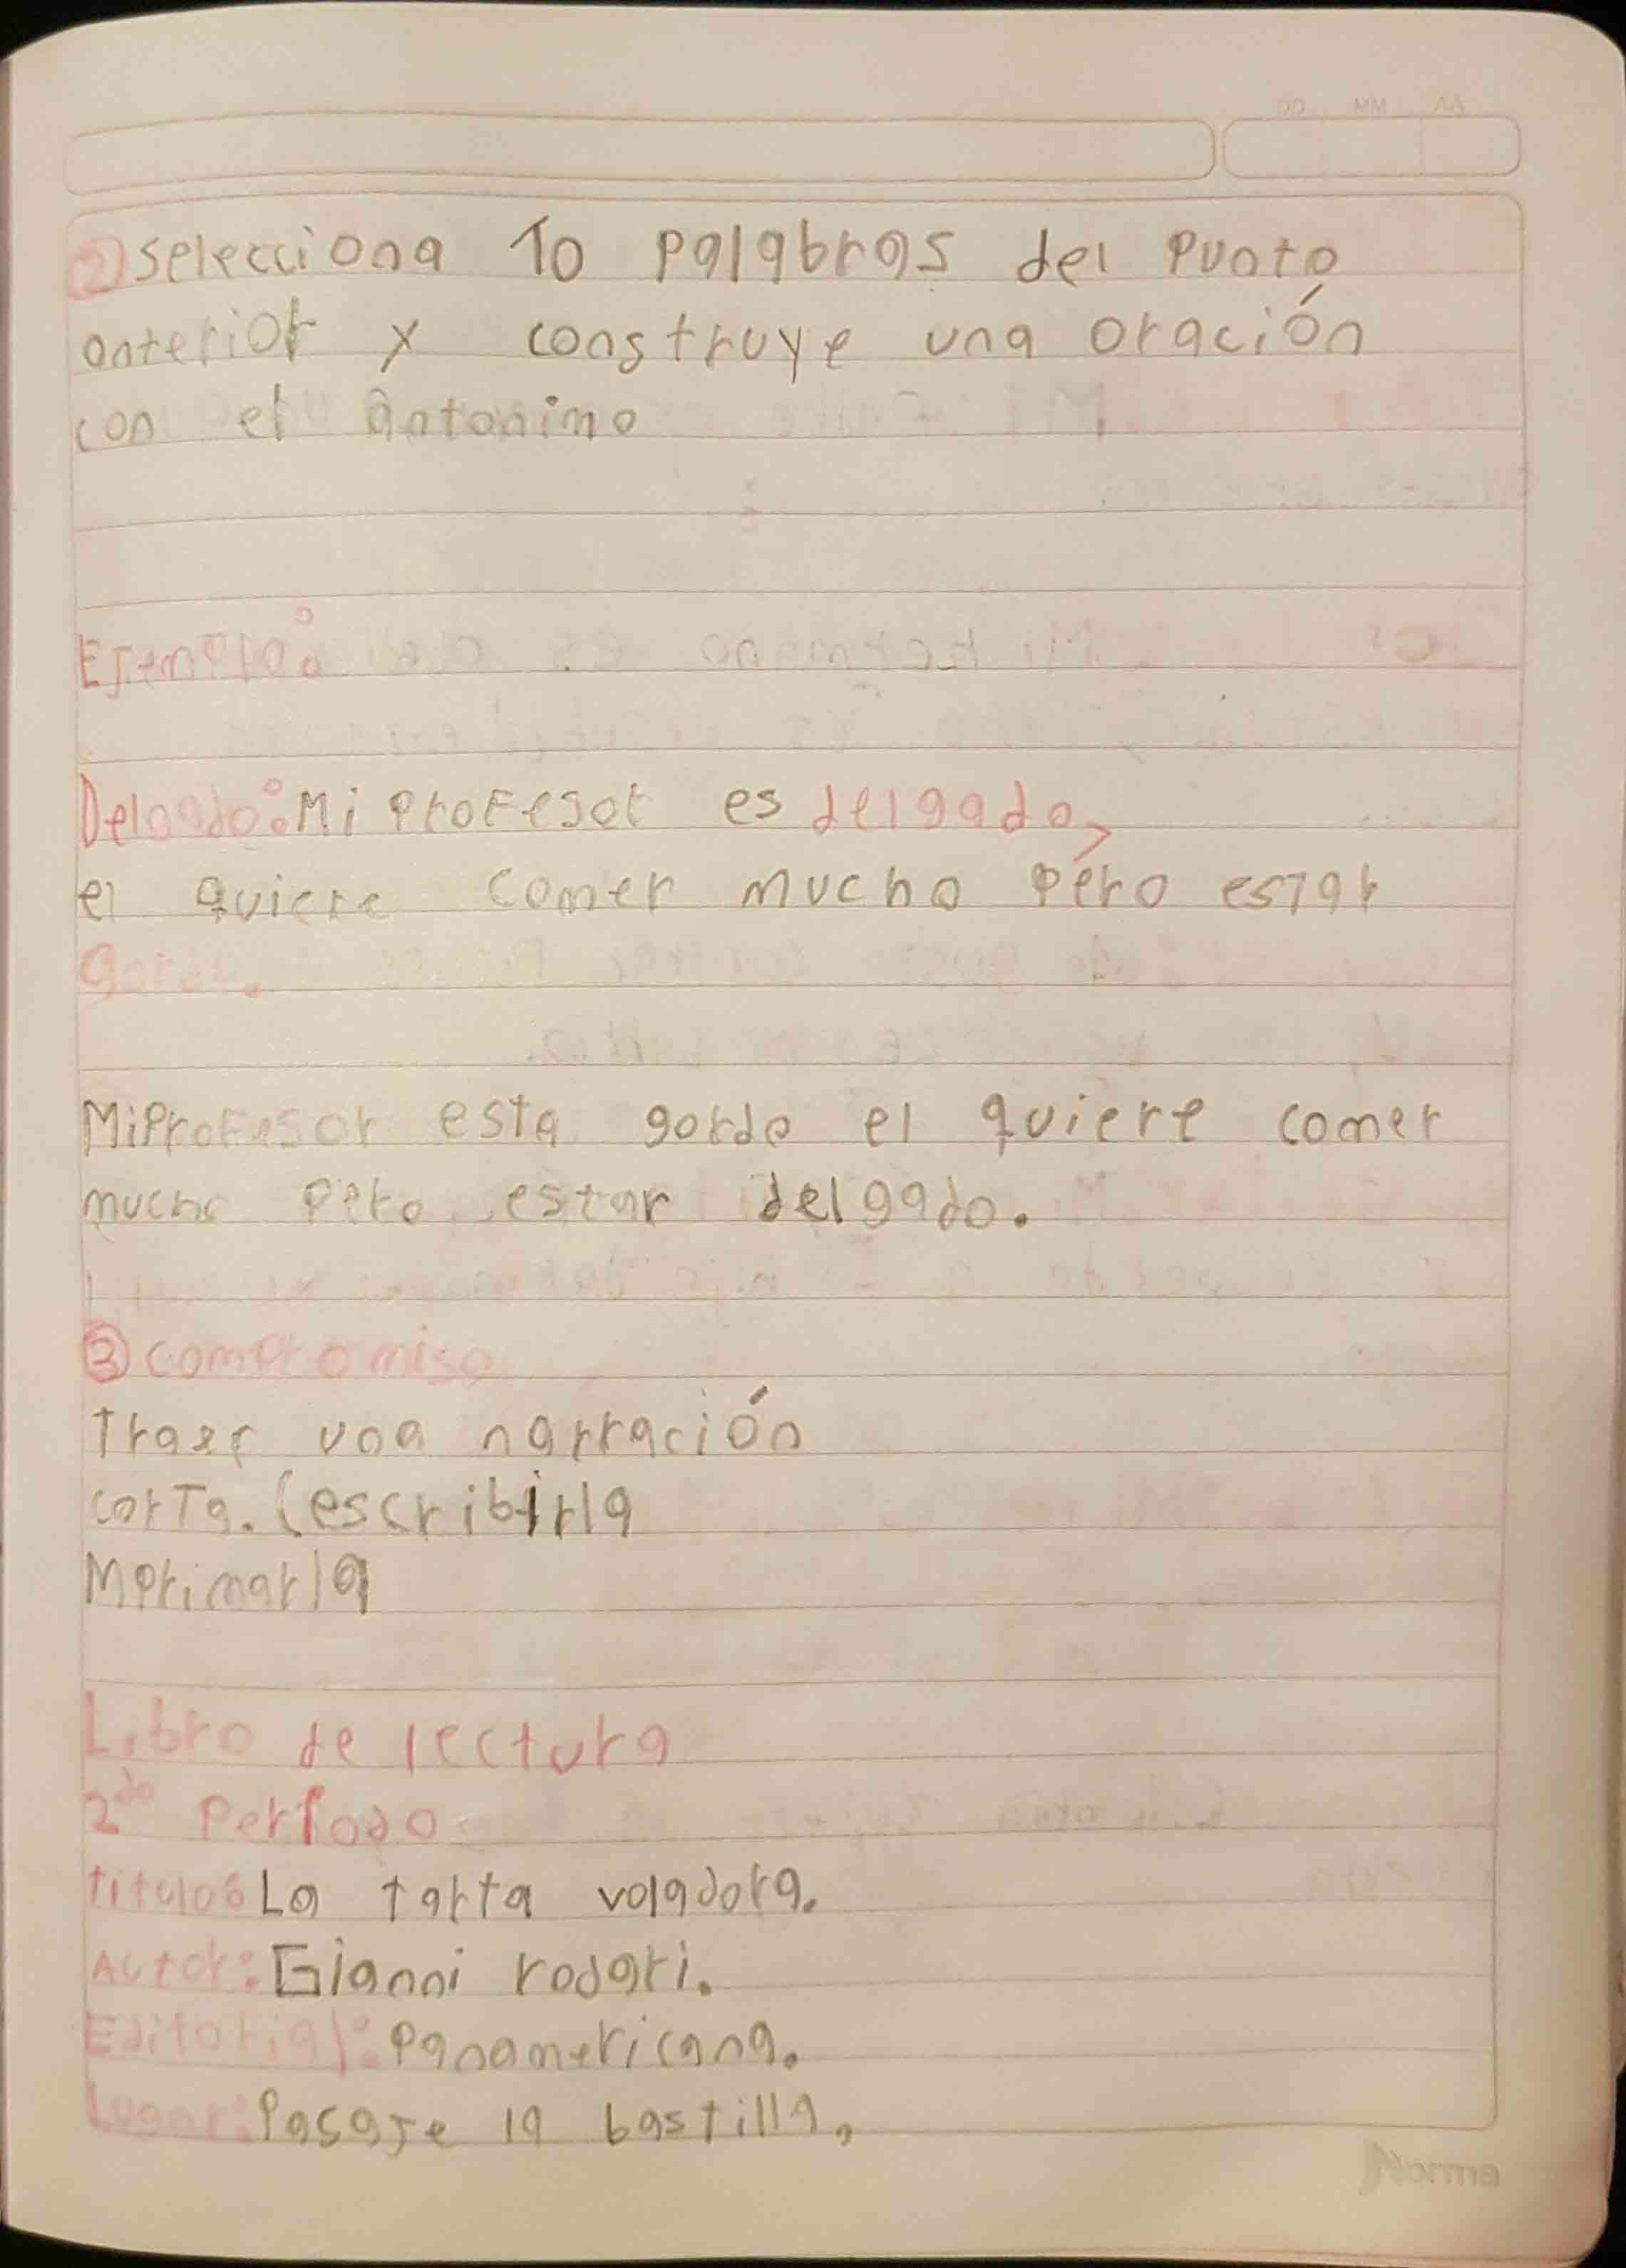 AA MM DD
② selecciona 10 palabras del punto
anterior y construye una oración
con el antonimo
Ejemplo:
Delgado: Mi profesor es delgado,
el quiere comer mucho pero estar
gordo.
Mi profesor esta gordo el quiere comer
mucho pero estar delgado.
③ compromiso
Traer una narración
corta. (escribirla
Libro de lectura
2do Periodo
titulo: La tarta voladora.
Autor: Gianni rodari.
Editorial: Panamericana.
Lugar: Pasaje la bastilla,
Norma